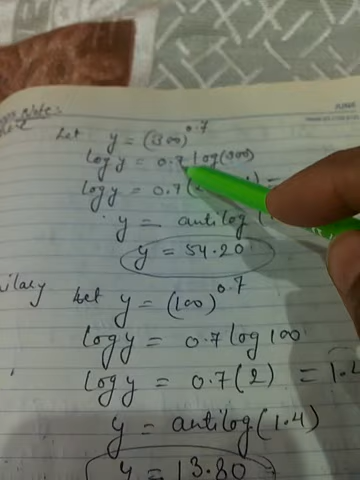 Let y = (300)^0.7
log y = 0.7 log(300)
log y = 0.7(
y = antilog (
y = 54.20
Let y = (100)^0.7
log y = 0.7 log 100
log y = 0.7(2) = 1.4
y = antilog(1.4)
y = 13.80